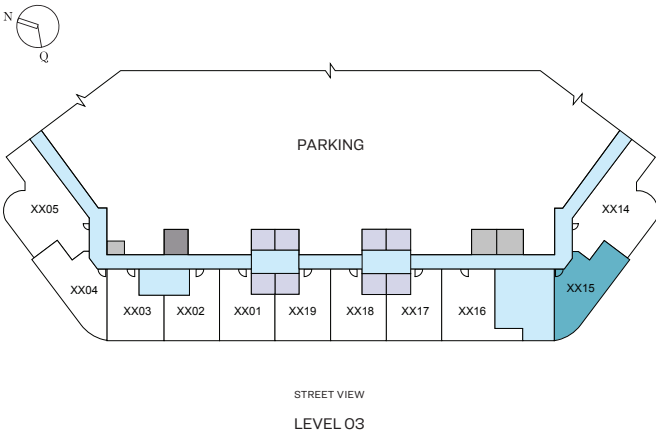 N
Q
PARKING
XX05
XX14
XX04
XX15
XX03
XX02
XX01
XX19
XX18
XX17
XX16
STREET VIEW
LEVEL 03